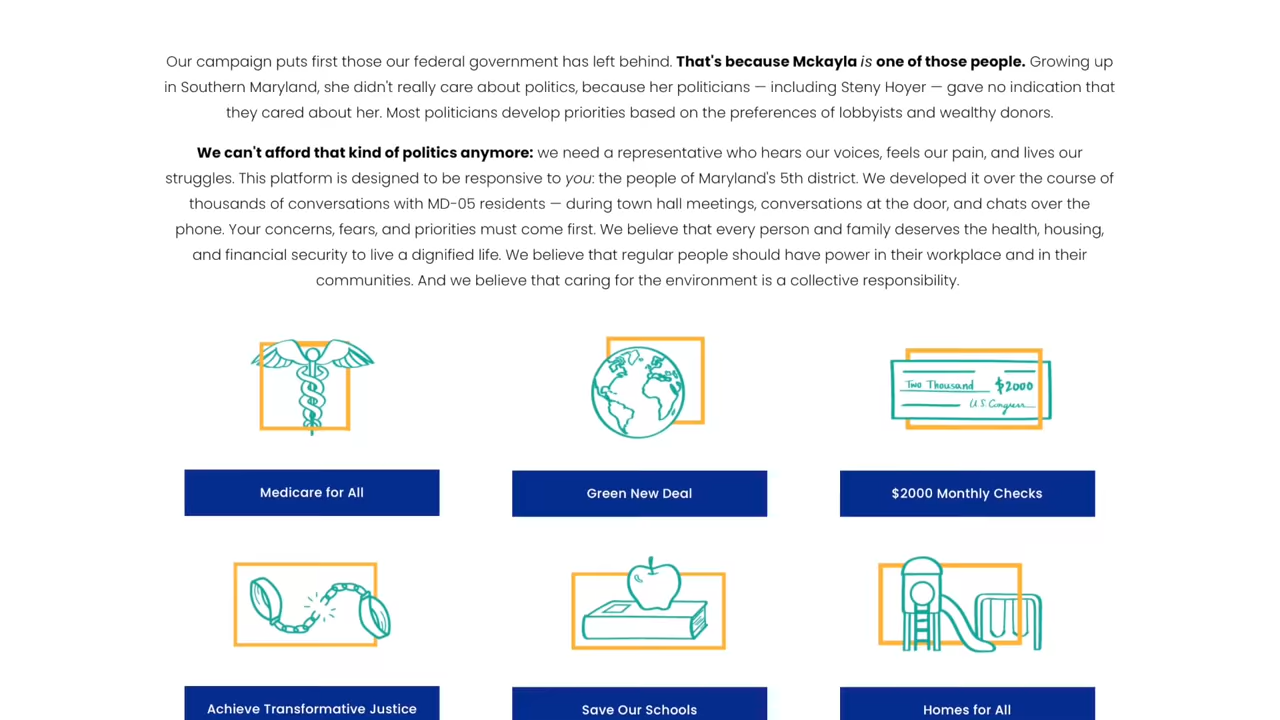 Our campaign puts first those our federal government has left behind. That's because Mckayla is one of those people. Growing up
in Southern Maryland, she didn't really care about politics, because her politicians — including Steny Hoyer — gave no indication that
they cared about her. Most politicians develop priorities based on the preferences of lobbyists and wealthy donors.
We can't afford that kind of politics anymore: we need a representative who hears our voices, feels our pain, and lives our
struggles. This platform is designed to be responsive to you: the people of Maryland's 5th district. We developed it over the course of
thousands of conversations with MD-05 residents — during town hall meetings, conversations at the door, and chats over the
phone. Your concerns, fears, and priorities must come first. We believe that every person and family deserves the health, housing,
and financial security to live a dignified life. We believe that regular people should have power in their workplace and in their
communities. And we believe that caring for the environment is a collective responsibility.
Two Thousand $2000
U.S. Congress
Medicare for All
Green New Deal
$2000 Monthly Checks
Achieve Transformative Justice
Save Our Schools
Homes for All